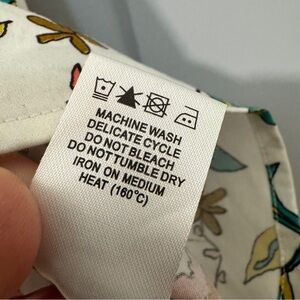 MACHINE WASH
DELICATE CYCLE
DO NOT BLEACH
DO NOT TUMBLE DRY
IRON ON MEDIUM
HEAT (160°C)